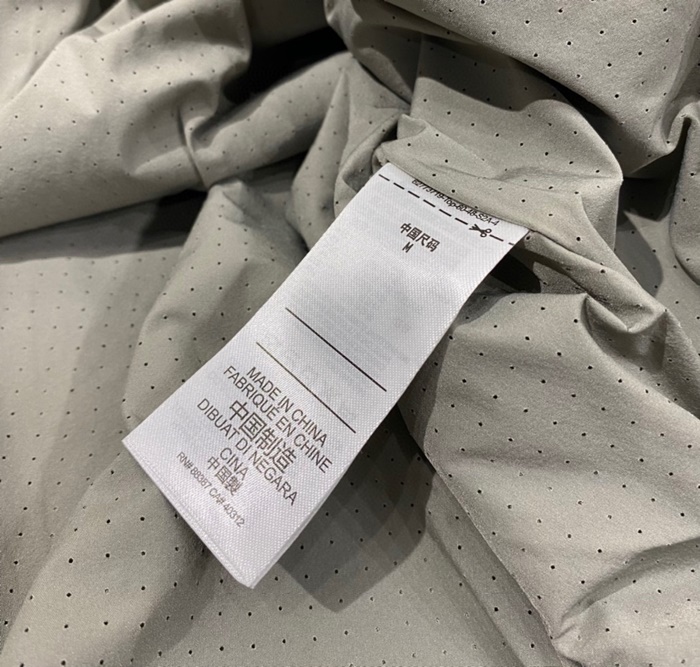 中国尺码
M
MADE IN CHINA
FABRIQUÉ EN CHINE
中国制造
DIBUAT DI NEGARA
CINA
中国製
RN# 88387 CA# 40312